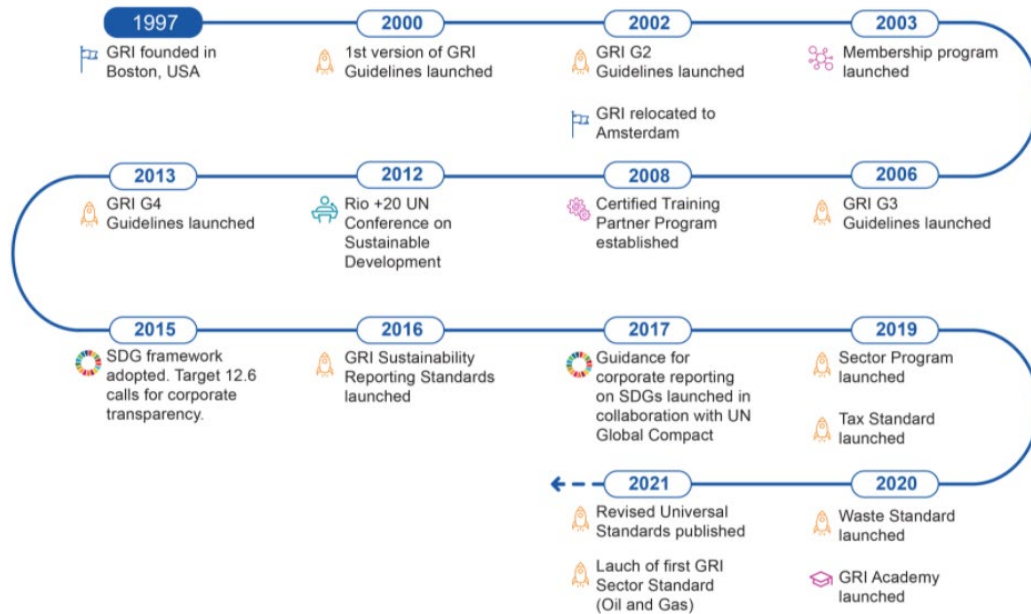 1997
GRI founded in
Boston, USA
2000
1st version of GRI
Guidelines launched
2002
GRI G2
Guidelines launched
GRI relocated to
Amsterdam
2003
Membership program
launched
2006
GRI G3
Guidelines launched
2008
Certified Training
Partner Program
established
2012
Rio +20 UN
Conference on
Sustainable
Development
2013
GRI G4
Guidelines launched
2015
SDG framework
adopted. Target 12.6
calls for corporate
transparency.
2016
GRI Sustainability
Reporting Standards
launched
2017
Guidance for
corporate reporting
on SDGs launched in
collaboration with UN
Global Compact
2019
Sector Program
launched
Tax Standard
launched
2020
Waste Standard
launched
GRI Academy
launched
2021
Revised Universal
Standards published
Lauch of first GRI
Sector Standard
(Oil and Gas)